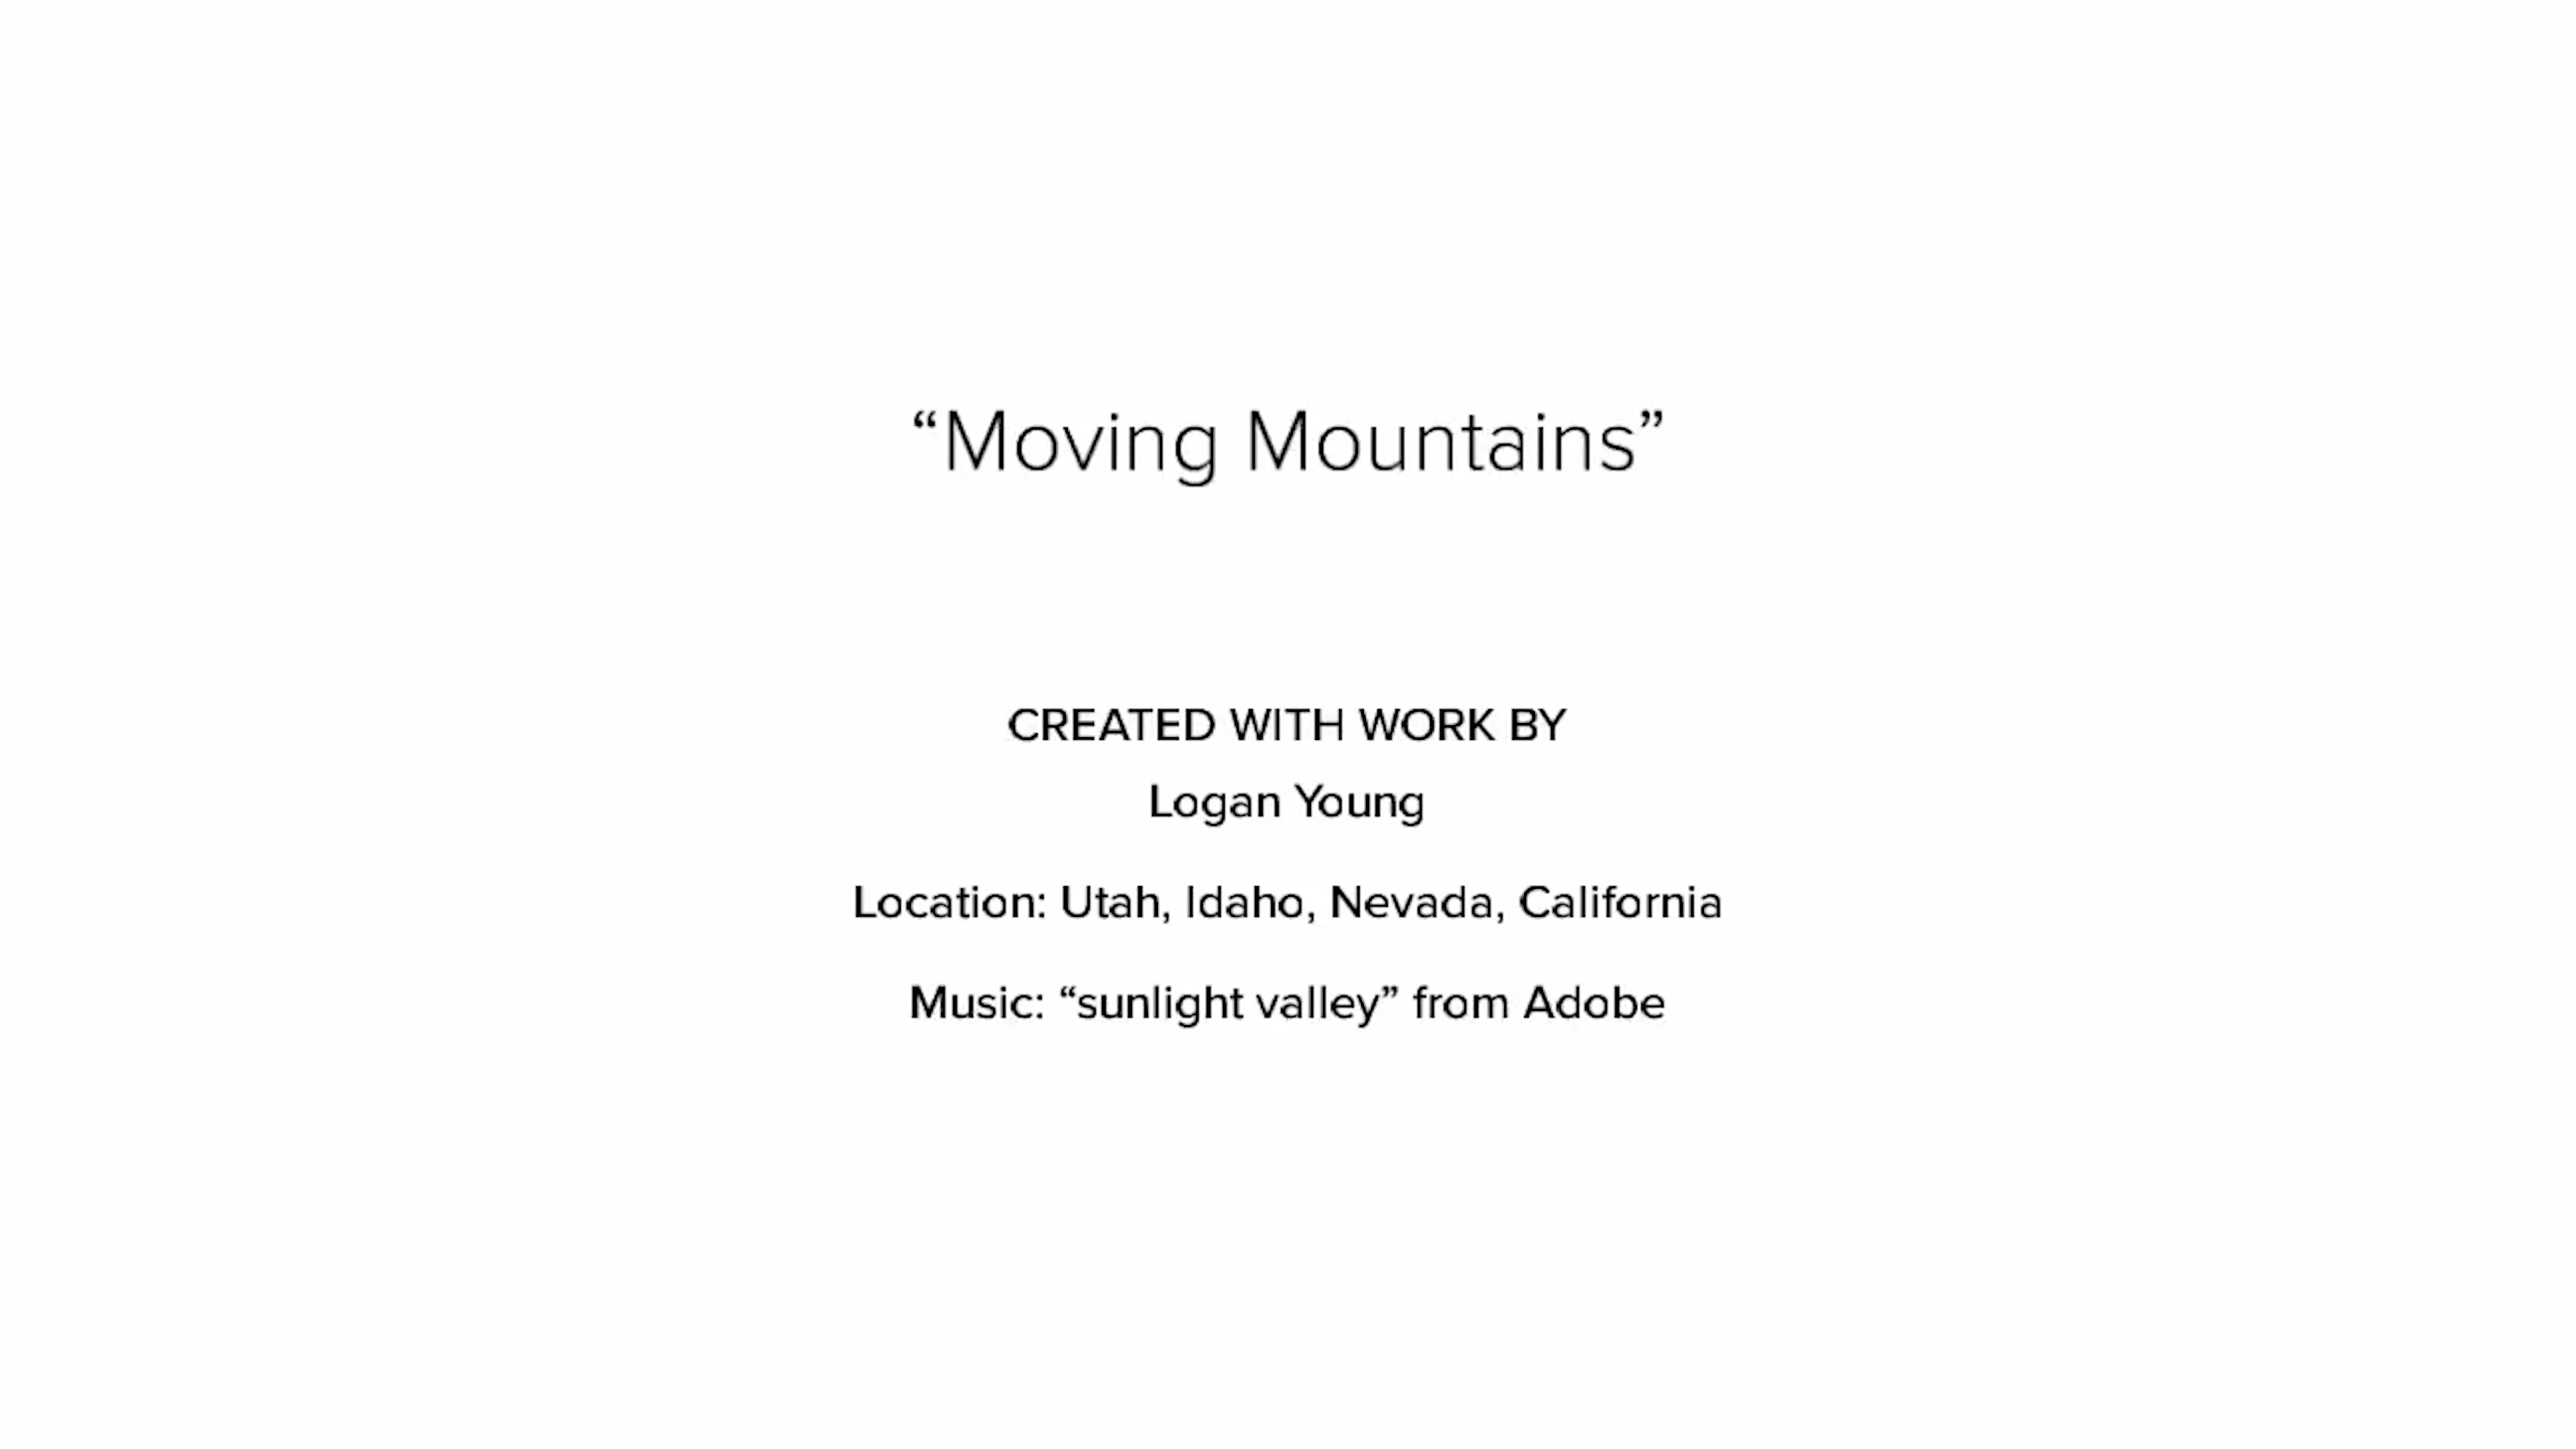 “Moving Mountains”
CREATED WITH WORK BY
Logan Young
Location: Utah, Idaho, Nevada, California
Music: “sunlight valley” from Adobe